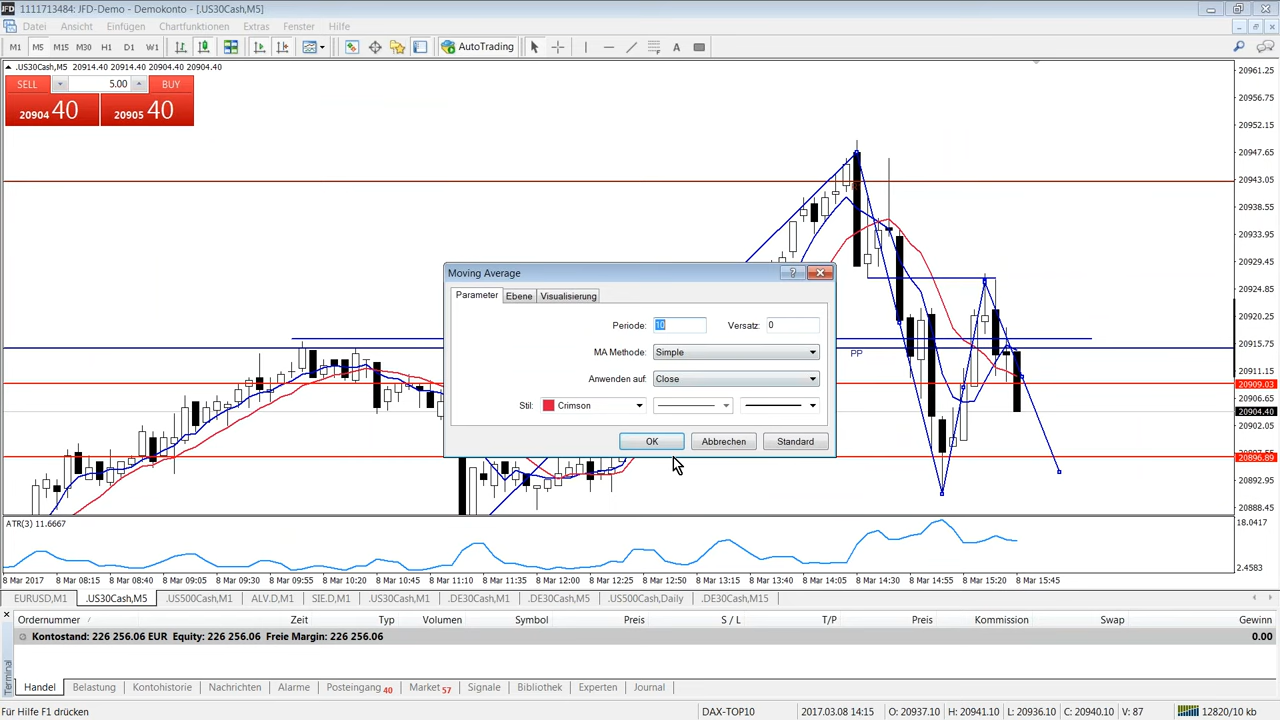 1111713484: JFD-Demo - Demokonto - [.US30Cash,M5]
Datei Ansicht Einfügen Chartfunktionen Extras Fenster Hilfe
M1 M5 M15 M30 H1 D1 W1 AutoTrading A
.US30Cash,M5 20914.40 20914.40 20904.40 20904.40
SELL 5.00 BUY
20904 40 20905 40
20961.25
20956.75
20952.15
20947.65
20943.05
20938.55
20933.95
20929.45
20924.85
20920.25
20915.75
20911.15
20909.03
20906.65
20904.40
20902.05
20896.89
20892.95
20888.45
PP
Moving Average
Parameter Ebene Visualisierung
Periode: 10 Versatz: 0
MA Methode: Simple
Anwenden auf: Close
Stil: Crimson
OK Abbrechen Standard
ATR(3) 11.6667
18.0417
2.4583
8 Mar 2017 8 Mar 08:15 8 Mar 08:40 8 Mar 09:05 8 Mar 09:30 8 Mar 09:55 8 Mar 10:20 8 Mar 10:45 8 Mar 11:10 8 Mar 11:35 8 Mar 12:00 8 Mar 12:25 8 Mar 12:50 8 Mar 13:15 8 Mar 13:40 8 Mar 14:05 8 Mar 14:30 8 Mar 14:55 8 Mar 15:20 8 Mar 15:45
EURUSD,M1 .US30Cash,M5 .US500Cash,M1 ALV.D,M1 SIE.D,M1 .US30Cash,M1 .DE30Cash,M1 .DE30Cash,M5 .US500Cash,Daily .DE30Cash,M15
Ordernummer Zeit Typ Volumen Symbol Preis S / L T/P Preis Kommission Swap Gewinn
Kontostand: 226 256.06 EUR Equity: 226 256.06 Freie Margin: 226 256.06 0.00
Terminal
Handel Belastung Kontohistorie Nachrichten Alarme Posteingang 40 Market 57 Signale Bibliothek Experten Journal
Für Hilfe F1 drücken DAX-TOP10 2017.03.08 14:15 O: 20937.10 H: 20941.10 L: 20936.10 C: 20940.10 V: 87 12820/10 kb